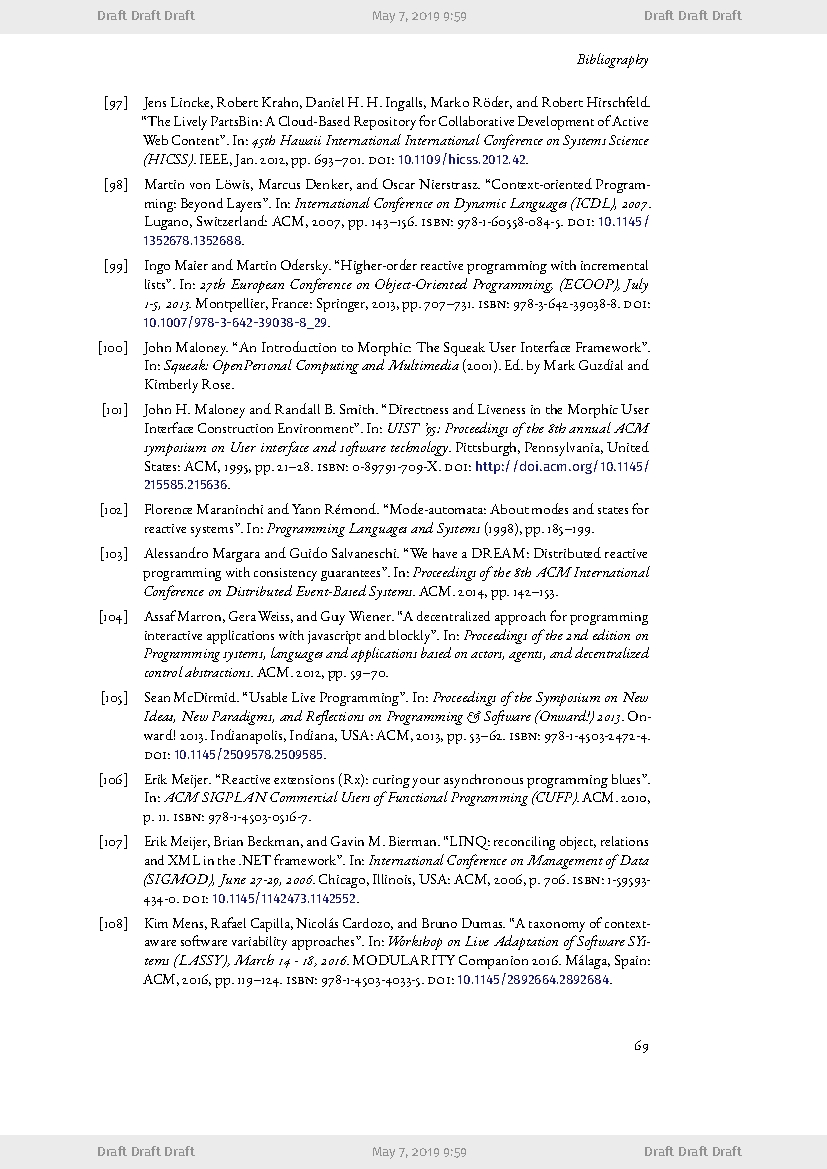 Draft Draft Draft May 7, 2019 9:59 Draft Draft Draft
Bibliography
[97] Jens Lincke, Robert Krahn, Daniel H. H. Ingalls, Marko Röder, and Robert Hirschfeld.
“The Lively PartsBin: A Cloud-Based Repository for Collaborative Development of Active
Web Content”. In: 45th Hawaii International International Conference on Systems Science
(HICSS). IEEE, Jan. 2012, pp. 693–701. DOI: 10.1109/hicss.2012.42.
[98] Martin von Löwis, Marcus Denker, and Oscar Nierstrasz. “Context-oriented Program-
ming: Beyond Layers”. In: International Conference on Dynamic Languages (ICDL), 2007.
Lugano, Switzerland: ACM, 2007, pp. 143–156. ISBN: 978-1-60558-084-5. DOI: 10.1145/
1352678.1352688.
[99] Ingo Maier and Martin Odersky. “Higher-order reactive programming with incremental
lists”. In: 27th European Conference on Object-Oriented Programming, (ECOOP), July
1-5, 2013. Montpellier, France: Springer, 2013, pp. 707–731. ISBN: 978-3-642-39038-8. DOI:
10.1007/978-3-642-39038-8_29.
[100] John Maloney. “An Introduction to Morphic: The Squeak User Interface Framework”.
In: Squeak: OpenPersonal Computing and Multimedia (2001). Ed. by Mark Guzdial and
Kimberly Rose.
[101] John H. Maloney and Randall B. Smith. “Directness and Liveness in the Morphic User
Interface Construction Environment”. In: UIST ’95: Proceedings of the 8th annual ACM
symposium on User interface and software technology. Pittsburgh, Pennsylvania, United
States: ACM, 1995, pp. 21–28. ISBN: 0-89791-709-X. DOI: http://doi.acm.org/10.1145/
215585.215636.
[102] Florence Maraninchi and Yann Rémond. “Mode-automata: About modes and states for
reactive systems”. In: Programming Languages and Systems (1998), pp. 185–199.
[103] Alessandro Margara and Guido Salvaneschi. “We have a DREAM: Distributed reactive
programming with consistency guarantees”. In: Proceedings of the 8th ACM International
Conference on Distributed Event-Based Systems. ACM. 2014, pp. 142–153.
[104] Assaf Marron, Gera Weiss, and Guy Wiener. “A decentralized approach for programming
interactive applications with javascript and blockly”. In: Proceedings of the 2nd edition on
Programming systems, languages and applications based on actors, agents, and decentralized
control abstractions. ACM. 2012, pp. 59–70.
[105] Sean McDirmid. “Usable Live Programming”. In: Proceedings of the Symposium on New
Ideas, New Paradigms, and Reflections on Programming & Software (Onward!) 2013. On-
ward! 2013. Indianapolis, Indiana, USA: ACM, 2013, pp. 53–62. ISBN: 978-1-4503-2472-4.
DOI: 10.1145/2509578.2509585.
[106] Erik Meijer. “Reactive extensions (Rx): curing your asynchronous programming blues”.
In: ACM SIGPLAN Commercial Users of Functional Programming (CUFP). ACM. 2010,
p. 11. ISBN: 978-1-4503-0516-7.
[107] Erik Meijer, Brian Beckman, and Gavin M. Bierman. “LINQ: reconciling object, relations
and XML in the .NET framework”. In: International Conference on Management of Data
(SIGMOD), June 27-29, 2006. Chicago, Illinois, USA: ACM, 2006, p. 706. ISBN: 1-59593-
434-0. DOI: 10.1145/1142473.1142552.
[108] Kim Mens, Rafael Capilla, Nicolás Cardozo, and Bruno Dumas. “A taxonomy of context-
aware software variability approaches”. In: Workshop on Live Adaptation of Software SYs-
tems (LASSY), March 14 - 18, 2016. MODULARITY Companion 2016. Málaga, Spain:
ACM, 2016, pp. 119–124. ISBN: 978-1-4503-4033-5. DOI: 10.1145/2892664.2892684.
69
Draft Draft Draft May 7, 2019 9:59 Draft Draft Draft